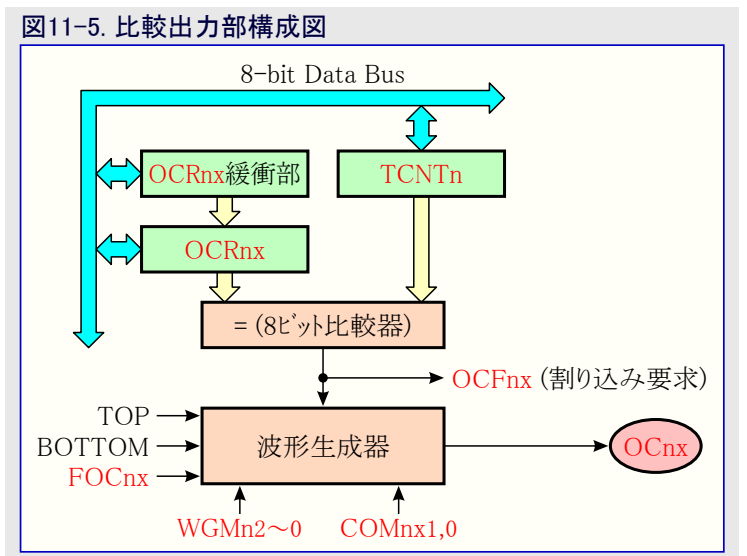 図11-5. 比較出力部構成図
8-bit Data Bus
OCRnx緩衝部
TCNTn
OCRnx
= (8ﾋﾞｯﾄ比較器)
OCFnx (割り込み要求)
TOP
BOTTOM
FOCnx
波形生成器
OCnx
WGMn2～0
COMnx1,0